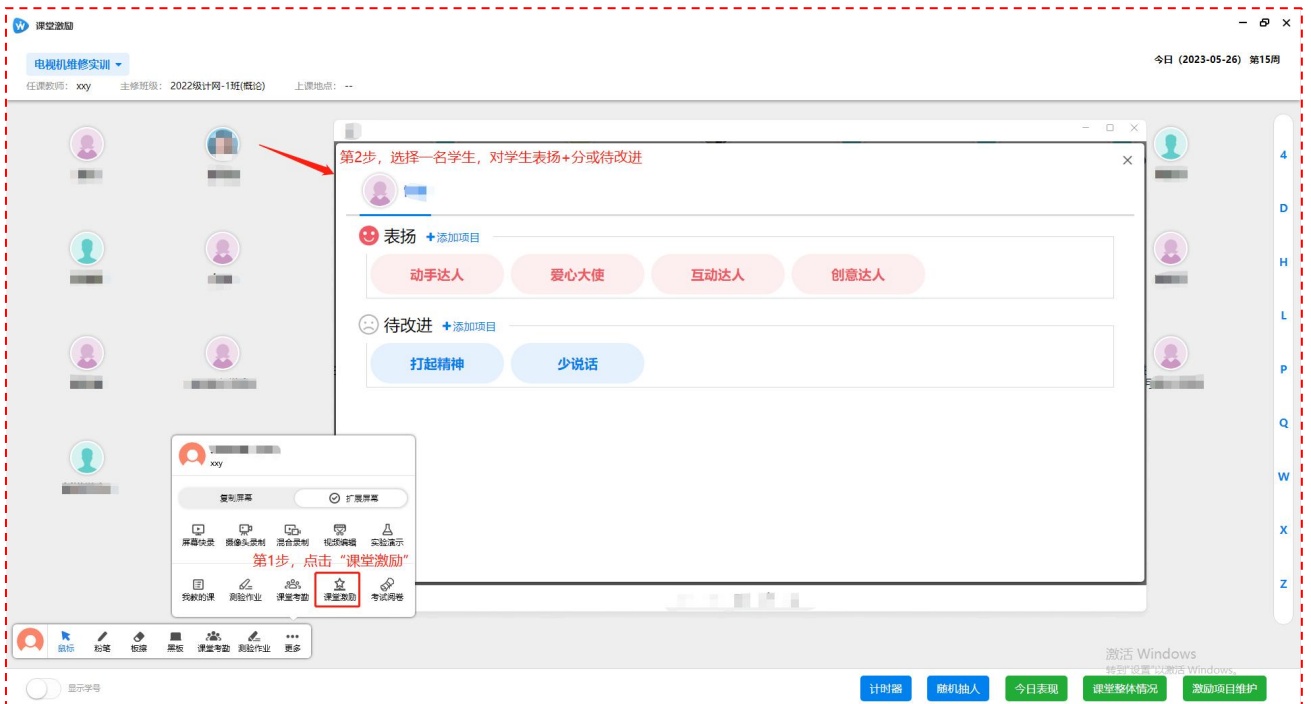 课堂激励
电视机维修实训
今日（2023-05-26） 第15周
任课教师： xxy 主修班级： 2022级计网-1班(概论) 上课地点： --
第2步，选择一名学生，对学生表扬+分或待改进
表扬 +添加项目
动手达人 爱心大使 互动达人 创意达人
待改进 +添加项目
打起精神 少说话
4
D
H
L
P
Q
W
X
Z
xxy
复制屏幕 扩展屏幕
屏幕快录 摄像头录制 混合录制 视频编辑 实验演示
第1步，点击“课堂激励”
我教的课 测验作业 课堂考勤 课堂激励 考试阅卷
鼠标 粉笔 板擦 黑板 课堂考勤 测验作业 更多
激活 Windows
转到"设置"以激活 Windows。
显示学号
计时器 随机抽人 今日表现 课堂整体情况 激励项目维护